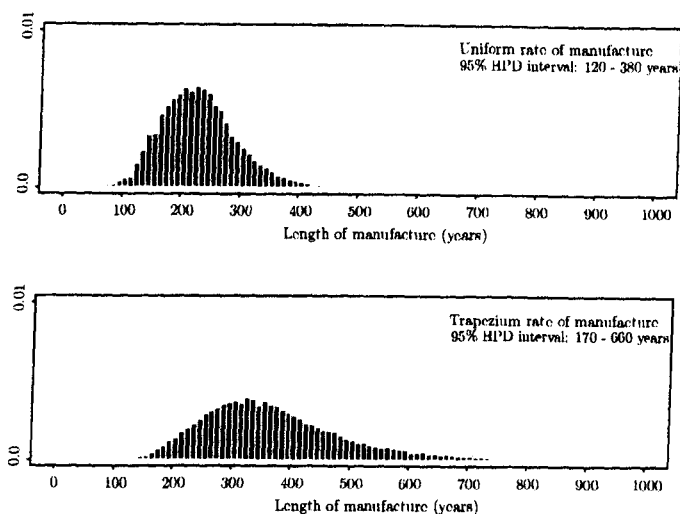 0.01
Uniform rate of manufacture
95% HPD interval: 120 - 380 years
0.0
0 100 200 300 400 500 600 700 800 900 1000
Length of manufacture (years)
0.01
Trapezium rate of manufacture
95% HPD interval: 170 - 660 years
0.0
0 100 200 300 400 500 600 700 800 900 1000
Length of manufacture (years)